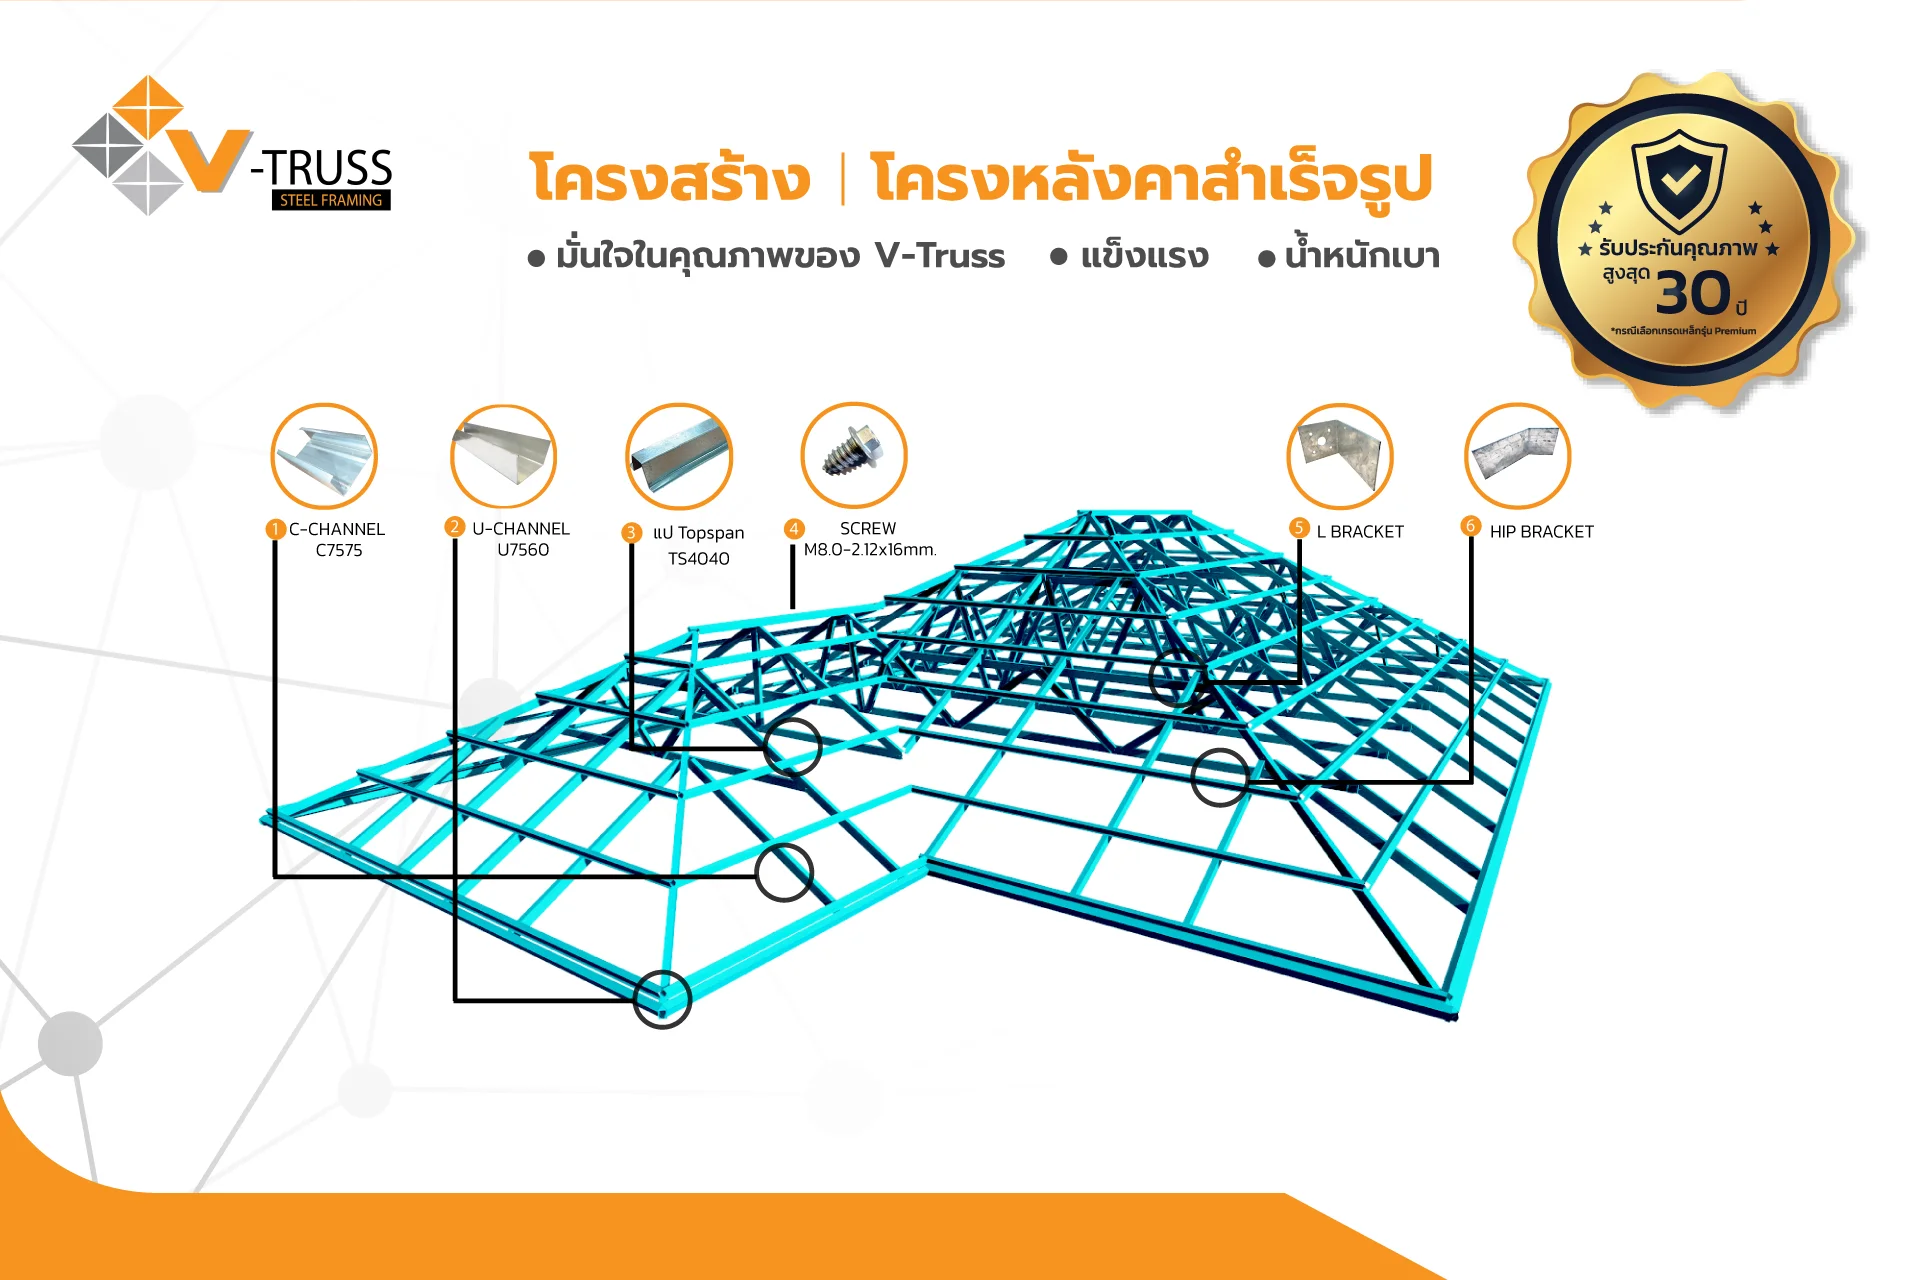 V-TRUSS
STEEL FRAMING
โครงสร้าง | โครงหลังคาสำเร็จรูป
● มั่นใจในคุณภาพของ V-Truss ● แข็งแรง ● น้ำหนักเบา
รับประกันคุณภาพ
สูงสุด 30 ปี
*กรณีเลือกเกรดเหล็กรุ่น Premium
1 C-CHANNEL
C7575
2 U-CHANNEL
U7560
3 แป Topspan
TS4040
4 SCREW
M8.0-2.12x16mm.
5 L BRACKET
6 HIP BRACKET